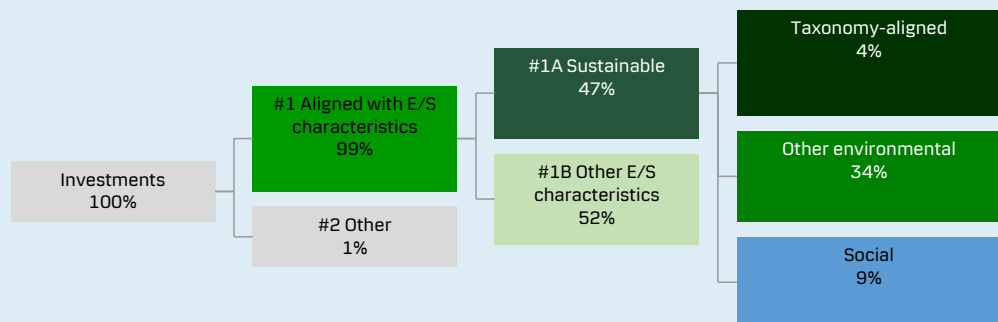 Investments
100%
#1 Aligned with E/S
characteristics
99%
#2 Other
1%
#1A Sustainable
47%
#1B Other E/S
characteristics
52%
Taxonomy-aligned
4%
Other environmental
34%
Social
9%